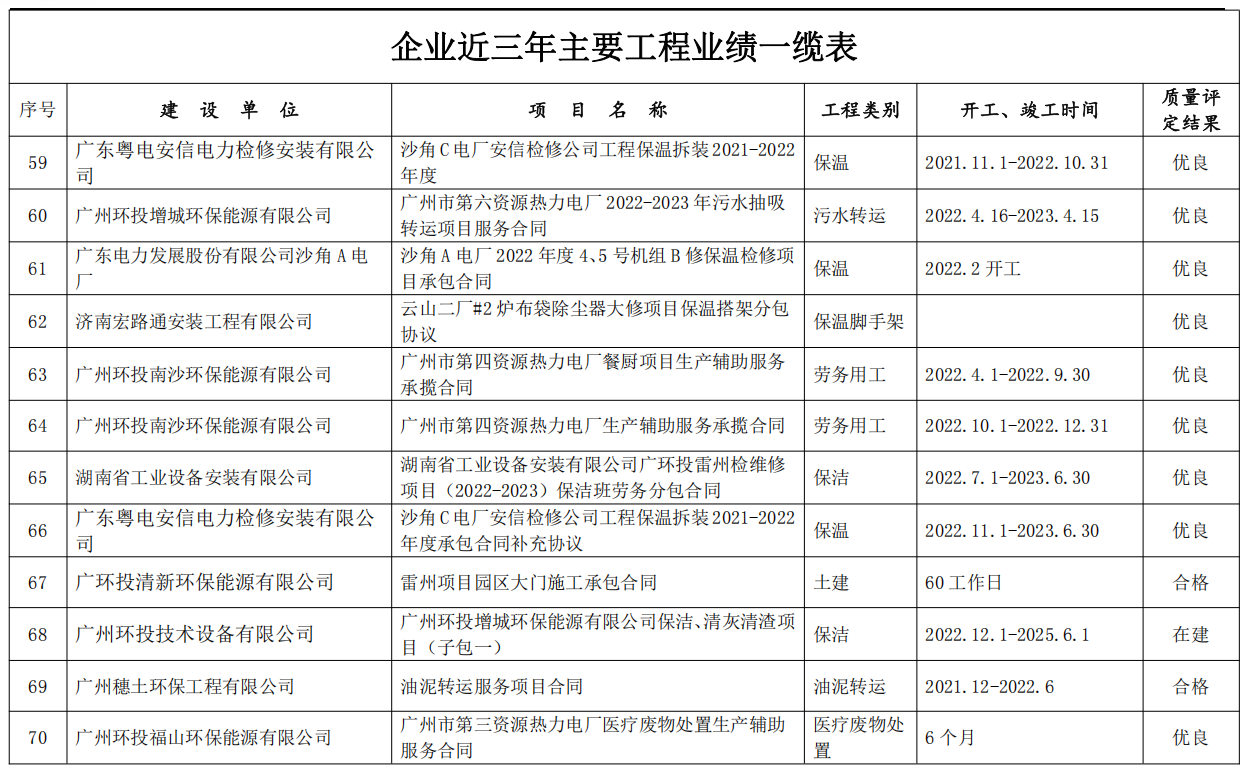 企业近三年主要工程业绩一缆表
序号 建 设 单 位 项 目 名 称 工程类别 开工、竣工时间 质量评
定结果
59 广东粤电安信电力检修安装有限公
司 沙角C电厂安信检修公司工程保温拆装2021-2022
年度 保温 2021.11.1-2022.10.31 优良
60 广州环投增城环保能源有限公司 广州市第六资源热力电厂2022-2023年污水抽吸
转运项目服务合同 污水转运 2022.4.16-2023.4.15 优良
61 广东电力发展股份有限公司沙角A电
厂 沙角A电厂2022年度4、5号机组B修保温检修项
目承包合同 保温 2022.2开工 优良
62 济南宏路通安装工程有限公司 云山二厂#2炉布袋除尘器大修项目保温搭架分包
协议 保温脚手架 优良
63 广州环投南沙环保能源有限公司 广州市第四资源热力电厂餐厨项目生产辅助服务
承揽合同 劳务用工 2022.4.1-2022.9.30 优良
64 广州环投南沙环保能源有限公司 广州市第四资源热力电厂生产辅助服务承揽合同 劳务用工 2022.10.1-2022.12.31 优良
65 湖南省工业设备安装有限公司 湖南省工业设备安装有限公司广环投雷州检维修
项目（2022-2023）保洁班劳务分包合同 保洁 2022.7.1-2023.6.30 优良
66 广东粤电安信电力检修安装有限公
司 沙角C电厂安信检修公司工程保温拆装2021-2022
年度承包合同补充协议 保温 2022.11.1-2023.6.30 优良
67 广环投清新环保能源有限公司 雷州项目园区大门施工承包合同 土建 60工作日 合格
68 广州环投技术设备有限公司 广州环投增城环保能源有限公司保洁、清灰清渣项
目（子包一） 保洁 2022.12.1-2025.6.1 在建
69 广州穗土环保工程有限公司 油泥转运服务项目合同 油泥转运 2021.12-2022.6 合格
70 广州环投福山环保能源有限公司 广州市第三资源热力电厂医疗废物处置生产辅助
服务合同 医疗废物处
置 6个月 优良